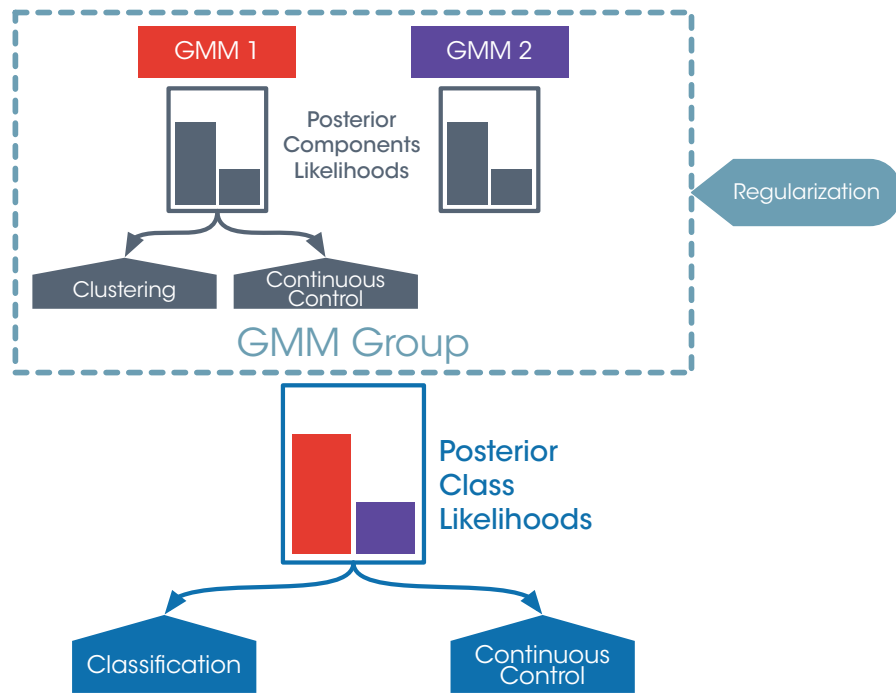 GMM 1
GMM 2
Posterior
Components
Likelihoods
Regularization
Clustering
Continuous
Control
GMM Group
Posterior
Class
Likelihoods
Classification
Continuous
Control